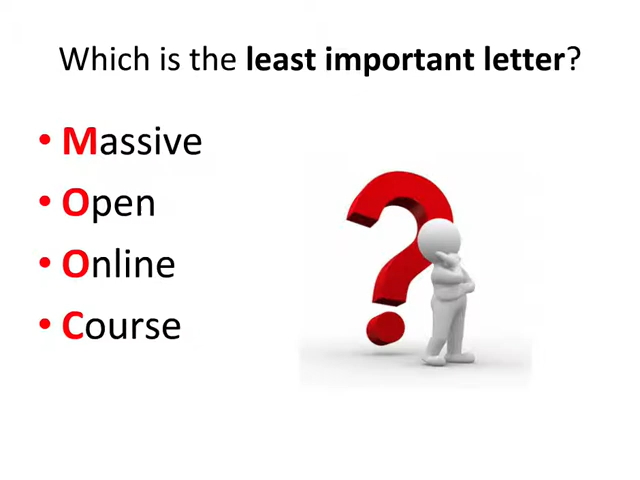 Which is the least important letter?
• Massive
• Open
• Online
• Course